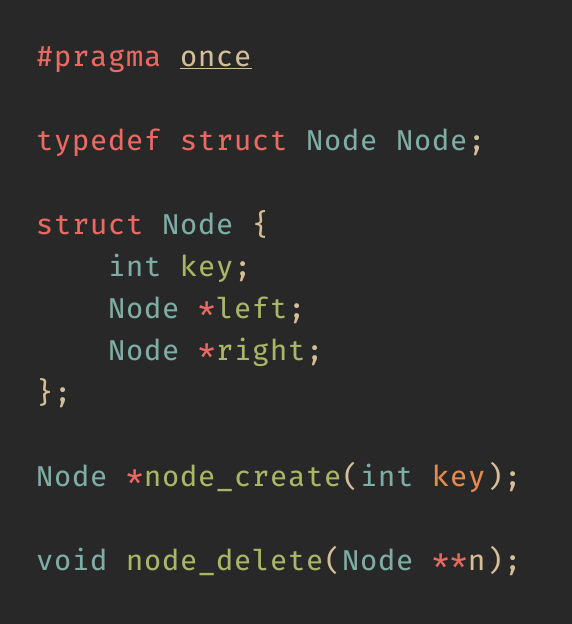 #pragma once
typedef struct Node Node;
struct Node {
    int key;
    Node *left;
    Node *right;
};
Node *node_create(int key);
void node_delete(Node **n);